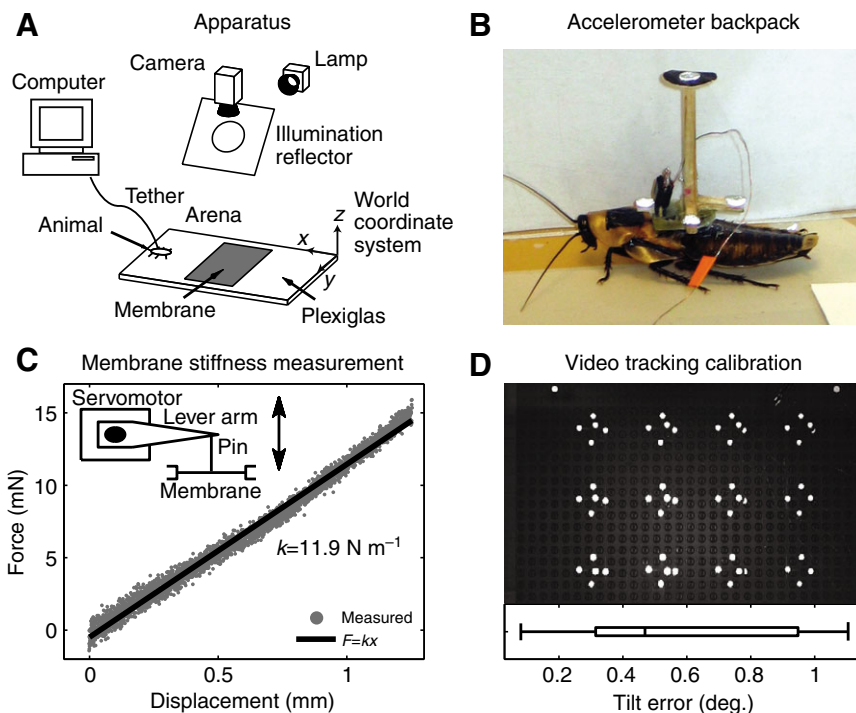 A
Apparatus
Computer
Camera
Lamp
Illumination
reflector
Tether
Animal
Arena
World
coordinate
system
x
z
y
Membrane
Plexiglas
B
Accelerometer backpack
C
Membrane stiffness measurement
Servomotor
Lever arm
Pin
Membrane
k=11.9 N m⁻¹
Measured
F=kx
Force (mN)
15
10
5
0
0
0.5
1
Displacement (mm)
D
Video tracking calibration
0.2
0.4
0.6
0.8
1
Tilt error (deg.)